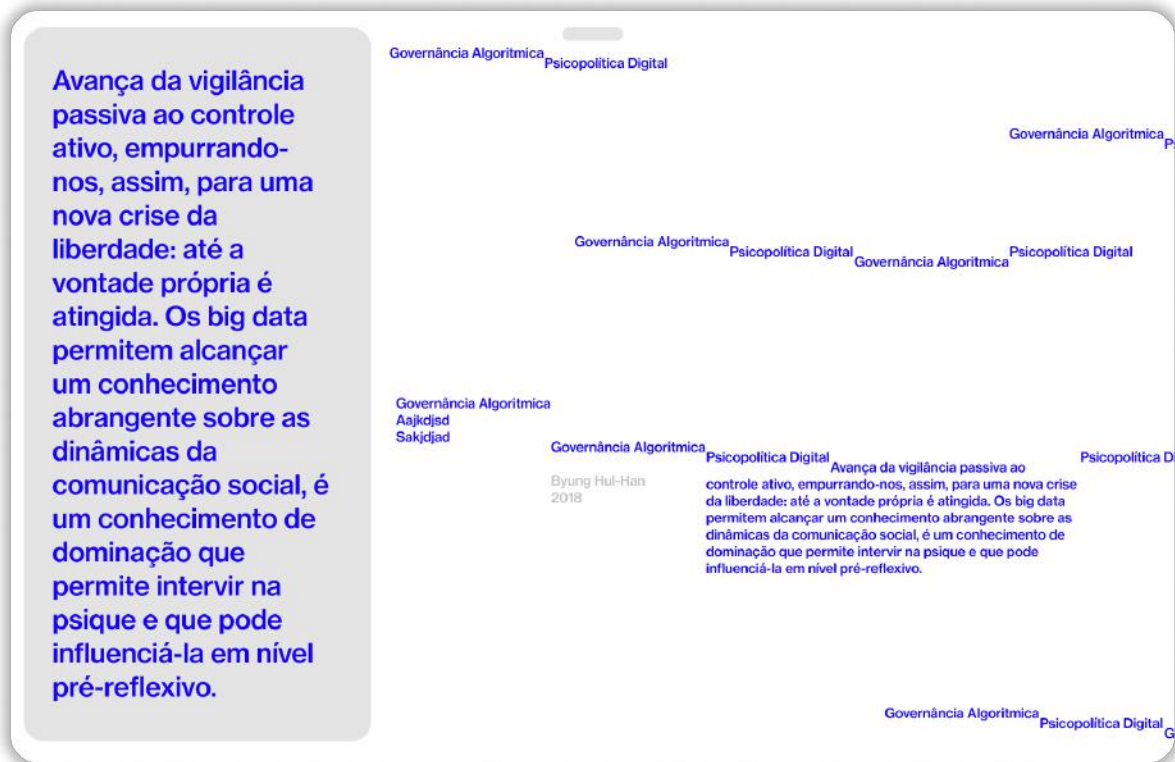 Avança da vigilância
passiva ao controle
ativo, empurrando-
nos, assim, para uma
nova crise da
liberdade: até a
vontade própria é
atingida. Os big data
permitem alcançar
um conhecimento
abrangente sobre as
dinâmicas da
comunicação social, é
um conhecimento de
dominação que
permite intervir na
psique e que pode
influenciá-la em nível
pré-reflexivo.
Governância Algoritmica
Psicopolítica Digital
Governância Algoritmica
Ps
Governância Algoritmica
Psicopolítica Digital
Governância Algoritmica
Psicopolítica Digital
Governância Algoritmica
Aajkdjsd
Sakjdjad
Governância Algoritmica
Byung Hul-Han
2018
Psicopolítica Digital
Avança da vigilância passiva ao
controle ativo, empurrando-nos, assim, para uma nova crise
da liberdade: até a vontade própria é atingida. Os big data
permitem alcançar um conhecimento abrangente sobre as
dinâmicas da comunicação social, é um conhecimento de
dominação que permite intervir na psique e que pode
influenciá-la em nível pré-reflexivo.
Psicopolítica D
Governância Algoritmica
Psicopolítica Digital
G